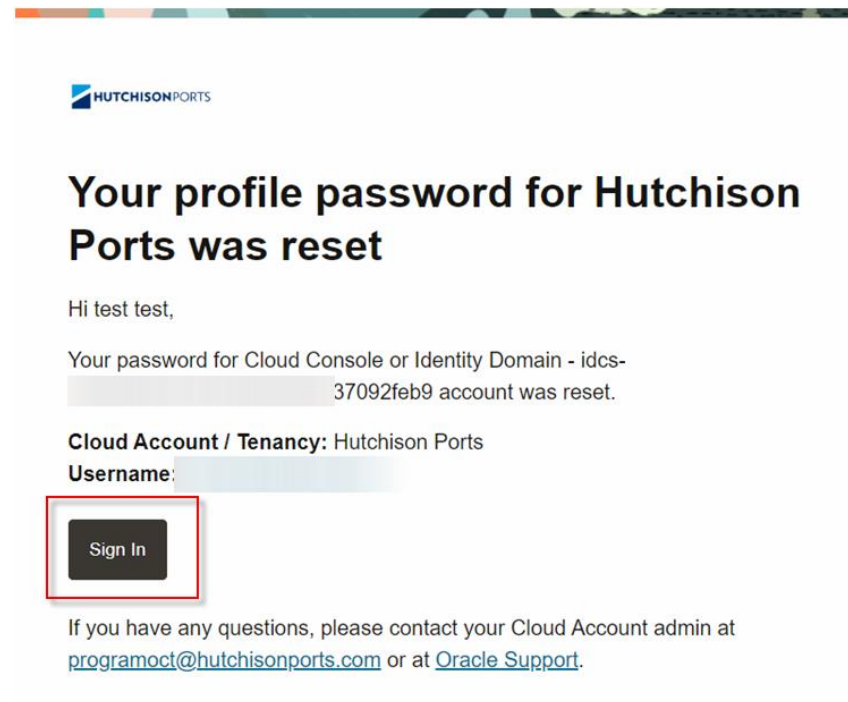 HUTCHISONPORTS
Your profile password for Hutchison
Ports was reset
Hi test test,
Your password for Cloud Console or Identity Domain - idcs-
37092feb9 account was reset.
Cloud Account / Tenancy: Hutchison Ports
Username:
Sign In
If you have any questions, please contact your Cloud Account admin at
programoct@hutchisonports.com or at Oracle Support.